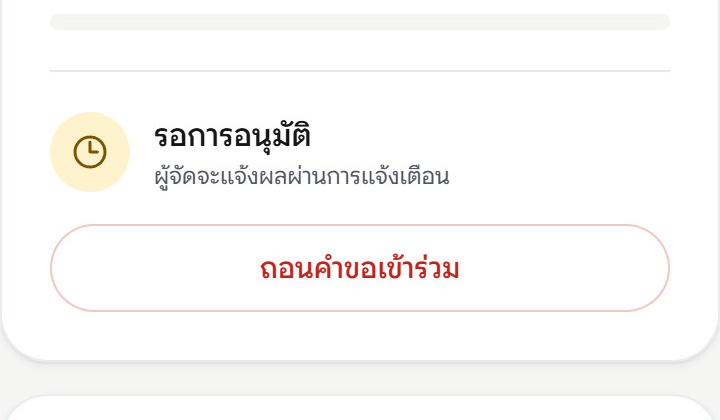 รอการอนุมัติ
ผู้จัดจะแจ้งผลผ่านการแจ้งเตือน
ถอนคำขอเข้าร่วม